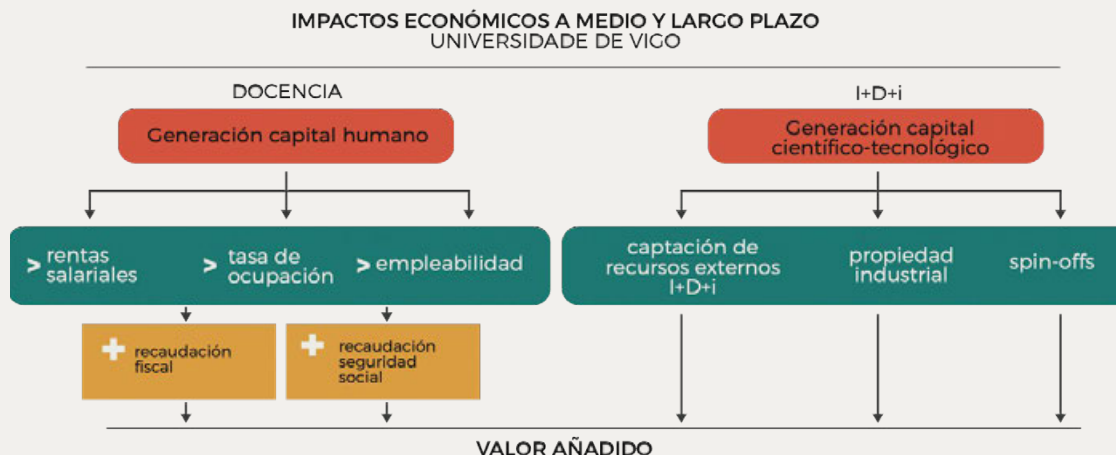 IMPACTOS ECONÓMICOS A MEDIO Y LARGO PLAZO
UNIVERSIDADE DE VIGO
DOCENCIA
Generación capital humano
I+D+i
Generación capital
científico-tecnológico
> rentas
salariales
> tasa de
ocupación
> empleabilidad
captación de
recursos externos
I+D+i
propiedad
industrial
spin-offs
+ recaudación
fiscal
+ recaudación
seguridad
social
VALOR AÑADIDO